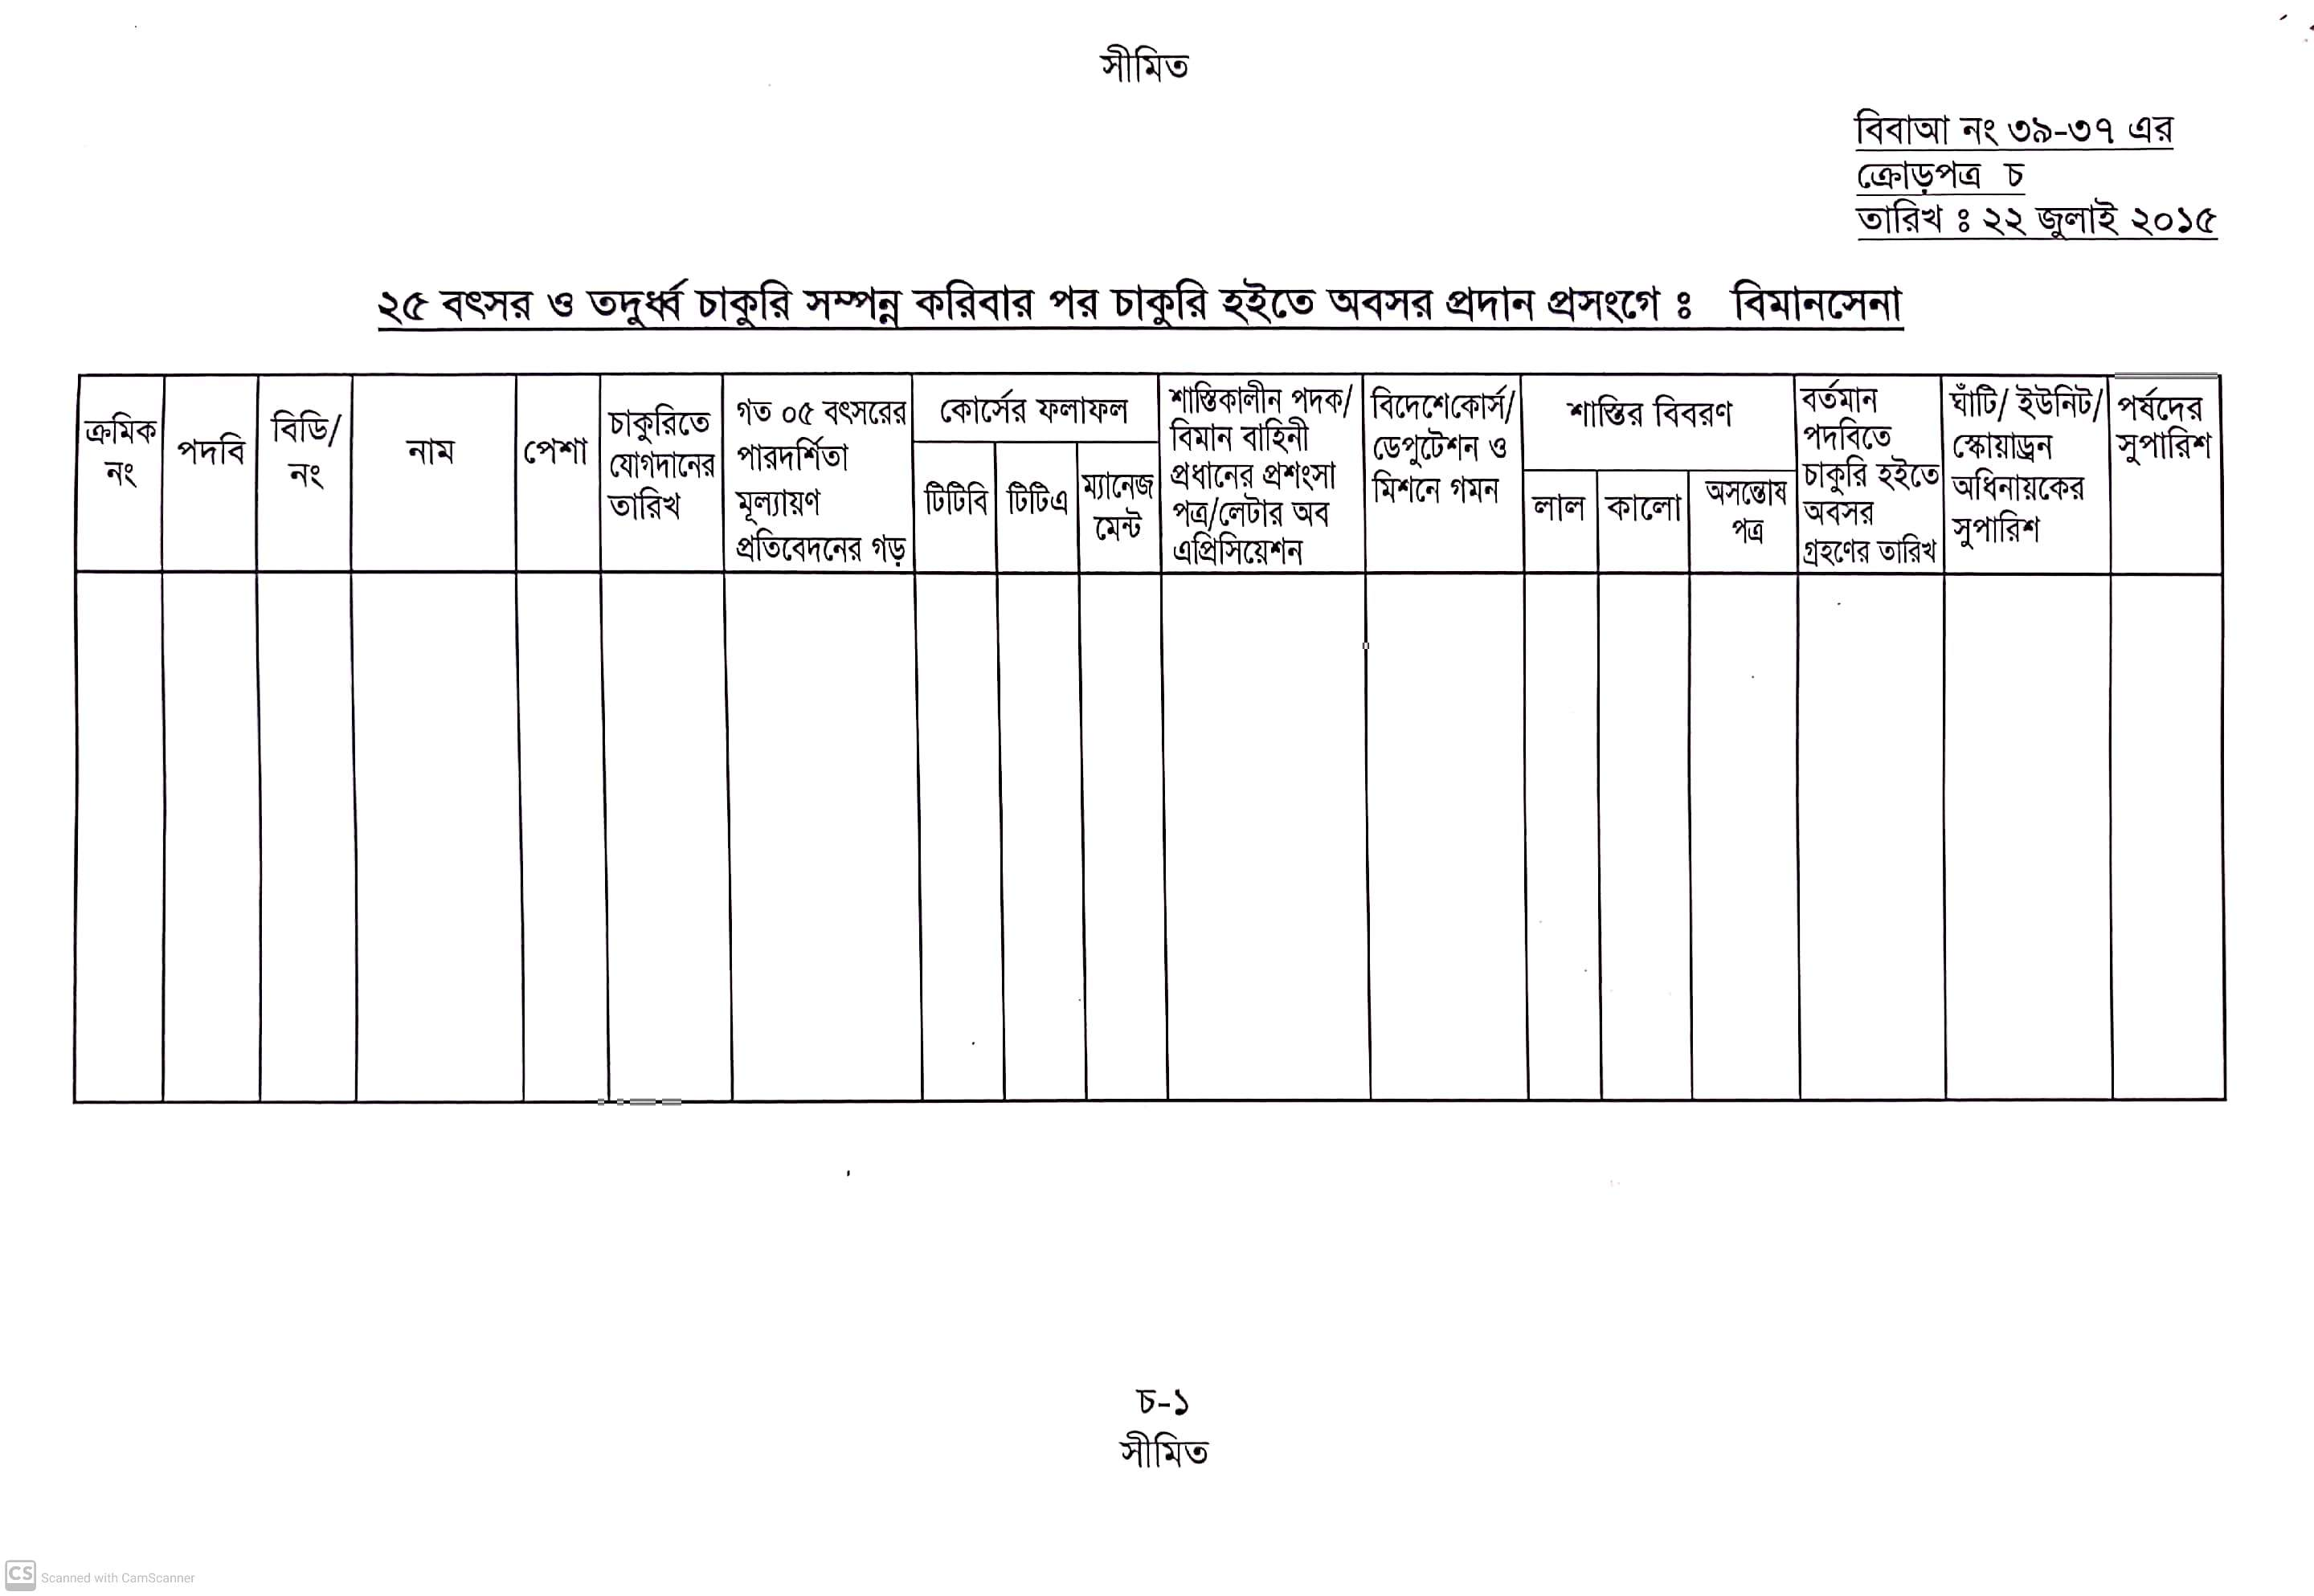 সীমিত
বিবাআ নং ৩৯-৩৭ এর
ক্রোড়পত্র চ
তারিখ ঃ ২২ জুলাই ২০১৫
২৫ বৎসর ও তদুর্ধ্ব চাকুরি সম্পন্ন করিবার পর চাকুরি হইতে অবসর প্রদান প্রসংগে ঃ বিমানসেনা
ক্রমিক
নং
পদবি
বিডি/
নং
নাম
পেশা
চাকুরিতে
যোগদানের
তারিখ
গত ০৫ বৎসরের
পারদর্শিতা
মূল্যায়ণ
প্রতিবেদনের গড়
কোর্সের ফলাফল
টিটিবি
টিটিএ
ম্যানেজ
মেন্ট
শাস্তিকালীন পদক/
বিমান বাহিনী
প্রধানের প্রশংসা
পত্র/লেটার অব
এপ্রিসিয়েশন
বিদেশেকোর্স/
ডেপুটেশন ও
মিশনে গমন
শাস্তির বিবরণ
লাল
কালো
অসন্তোষ
পত্র
বর্তমান
পদবিতে
চাকুরি হইতে
অবসর
গ্রহণের তারিখ
ঘাঁটি/ ইউনিট/
স্কোয়াড্রন
অধিনায়কের
সুপারিশ
পর্ষদের
সুপারিশ
চ-১
সীমিত
CS Scanned with CamScanner